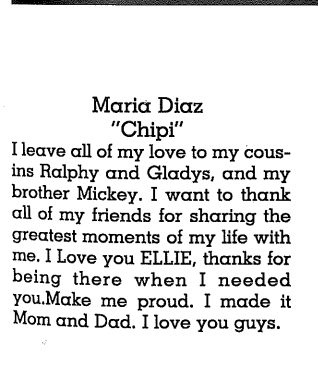 Maria Diaz
"Chipi"
I leave all of my love to my cous-
ins Ralphy and Gladys, and my
brother Mickey. I want to thank
all of my friends for sharing the
greatest moments of my life with
me. I Love you ELLIE, thanks for
being there when I needed
you.Make me proud. I made it
Mom and Dad. I love you guys.